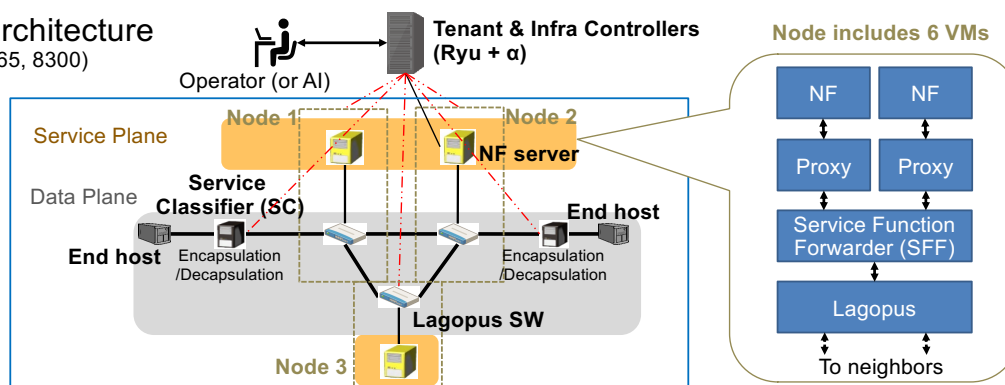 rchitecture
65, 8300)
Operator (or AI)
Tenant & Infra Controllers
(Ryu + α)
Service Plane
Data Plane
Node 1
Node 2
NF server
Service
Classifier (SC)
End host
End host
Encapsulation
/Decapsulation
Encapsulation
/Decapsulation
Lagopus SW
Node 3
Node includes 6 VMs
NF
NF
Proxy
Proxy
Service Function
Forwarder (SFF)
Lagopus
To neighbors